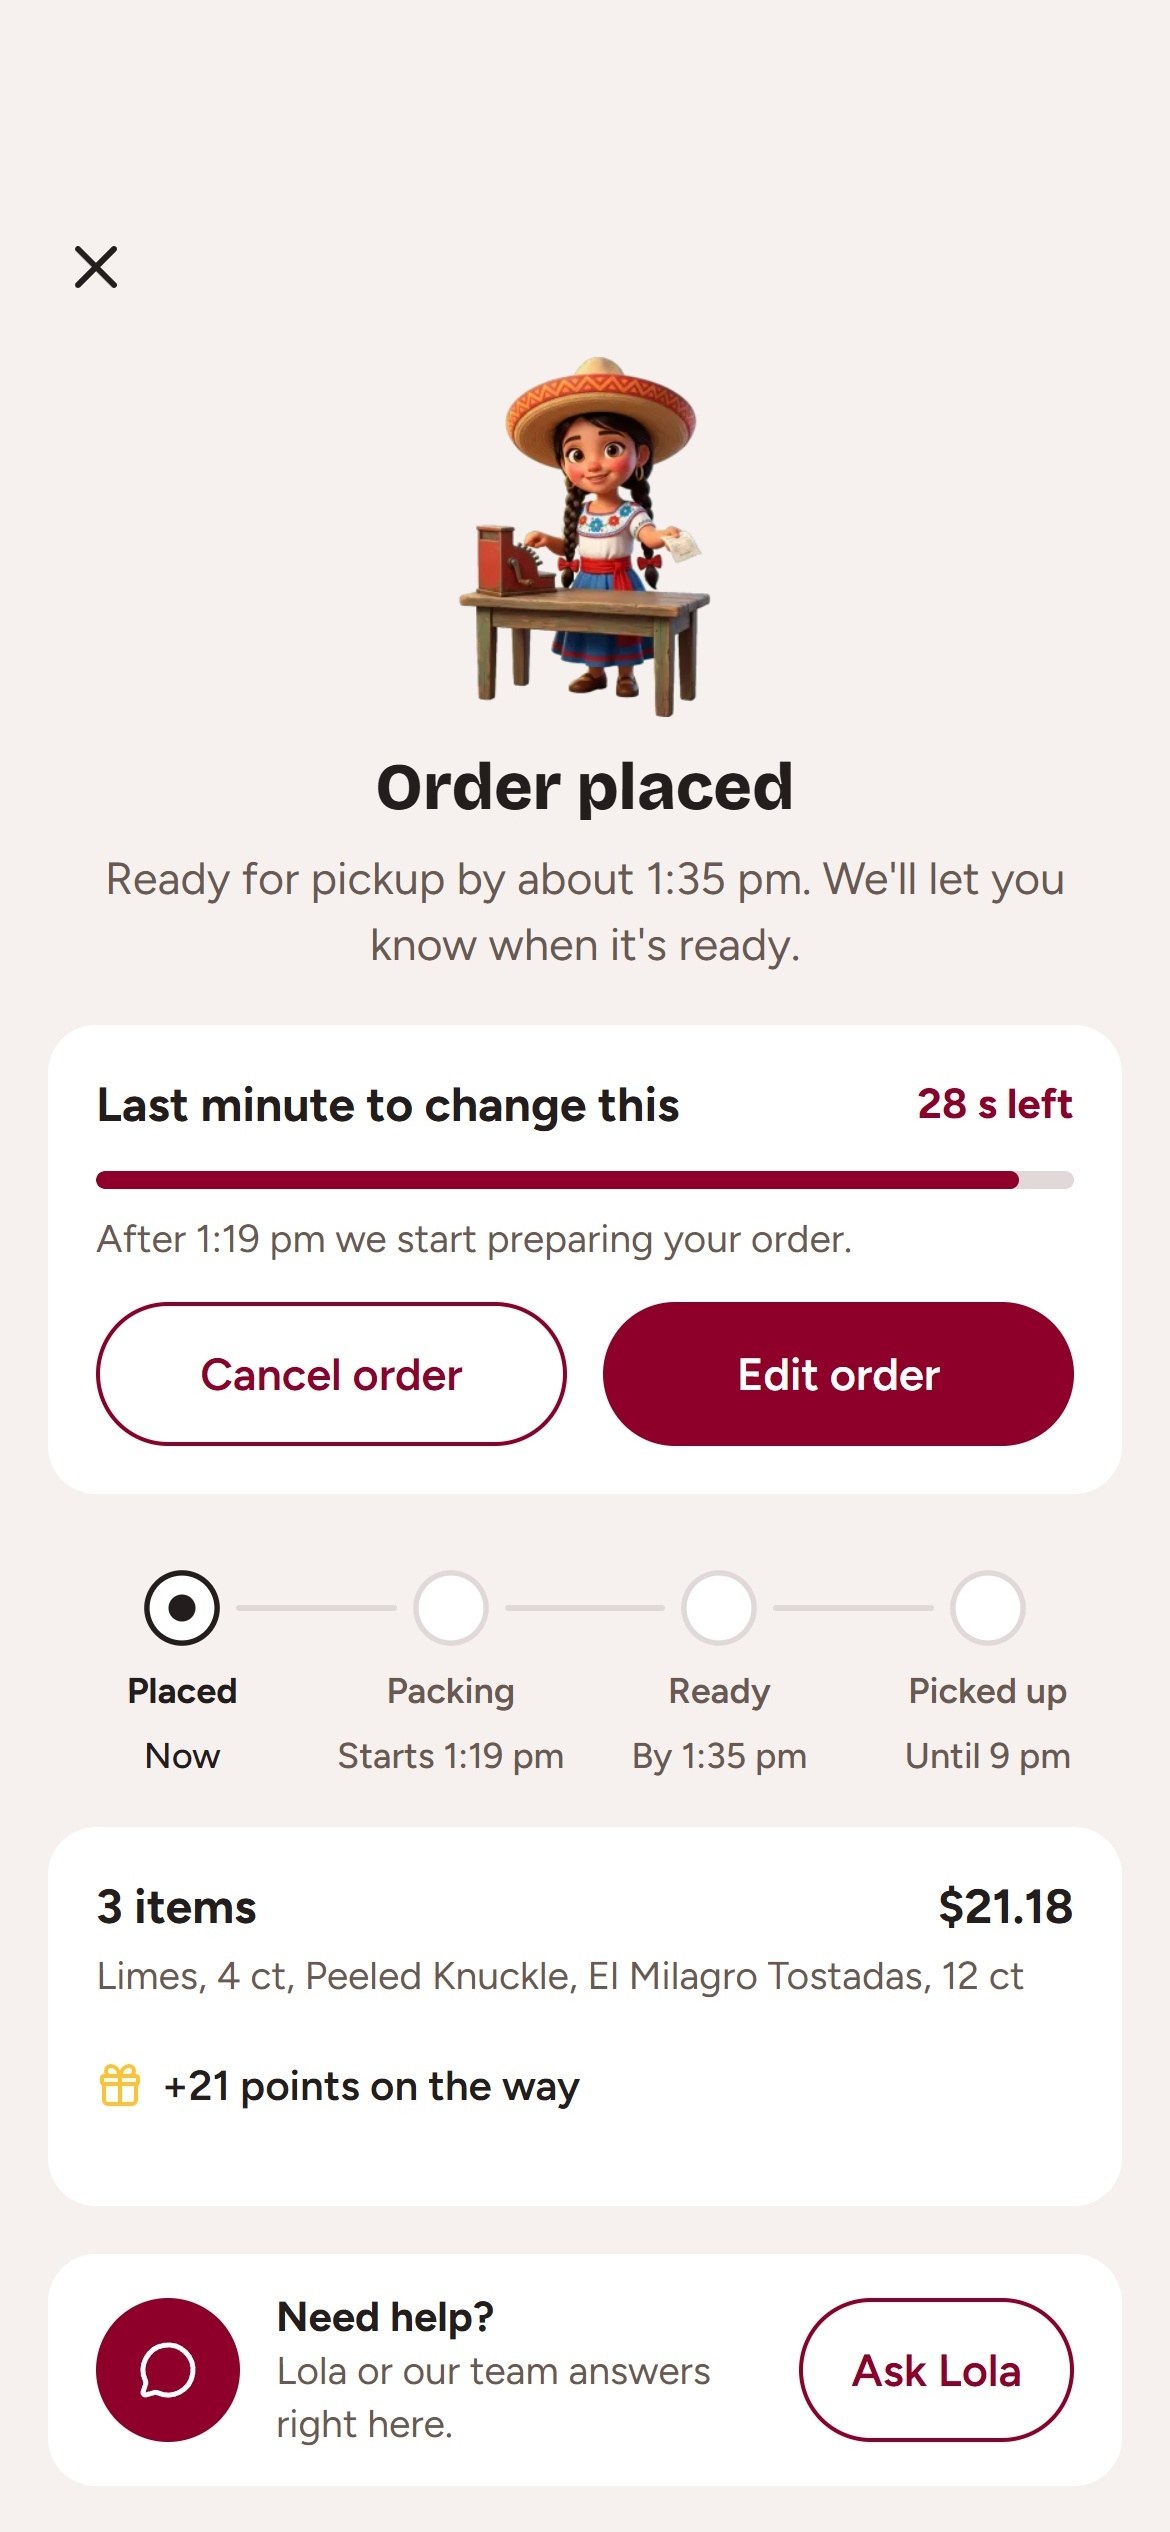 Order placed
Ready for pickup by about 1:35 pm. We'll let you
know when it's ready.
Last minute to change this
28 s left
After 1:19 pm we start preparing your order.
Cancel order
Edit order
Placed
Packing
Ready
Picked up
Now
Starts 1:19 pm
By 1:35 pm
Until 9 pm
3 items
$21.18
Limes, 4 ct, Peeled Knuckle, El Milagro Tostadas, 12 ct
+21 points on the way
Need help?
Lola or our team answers
right here.
Ask Lola